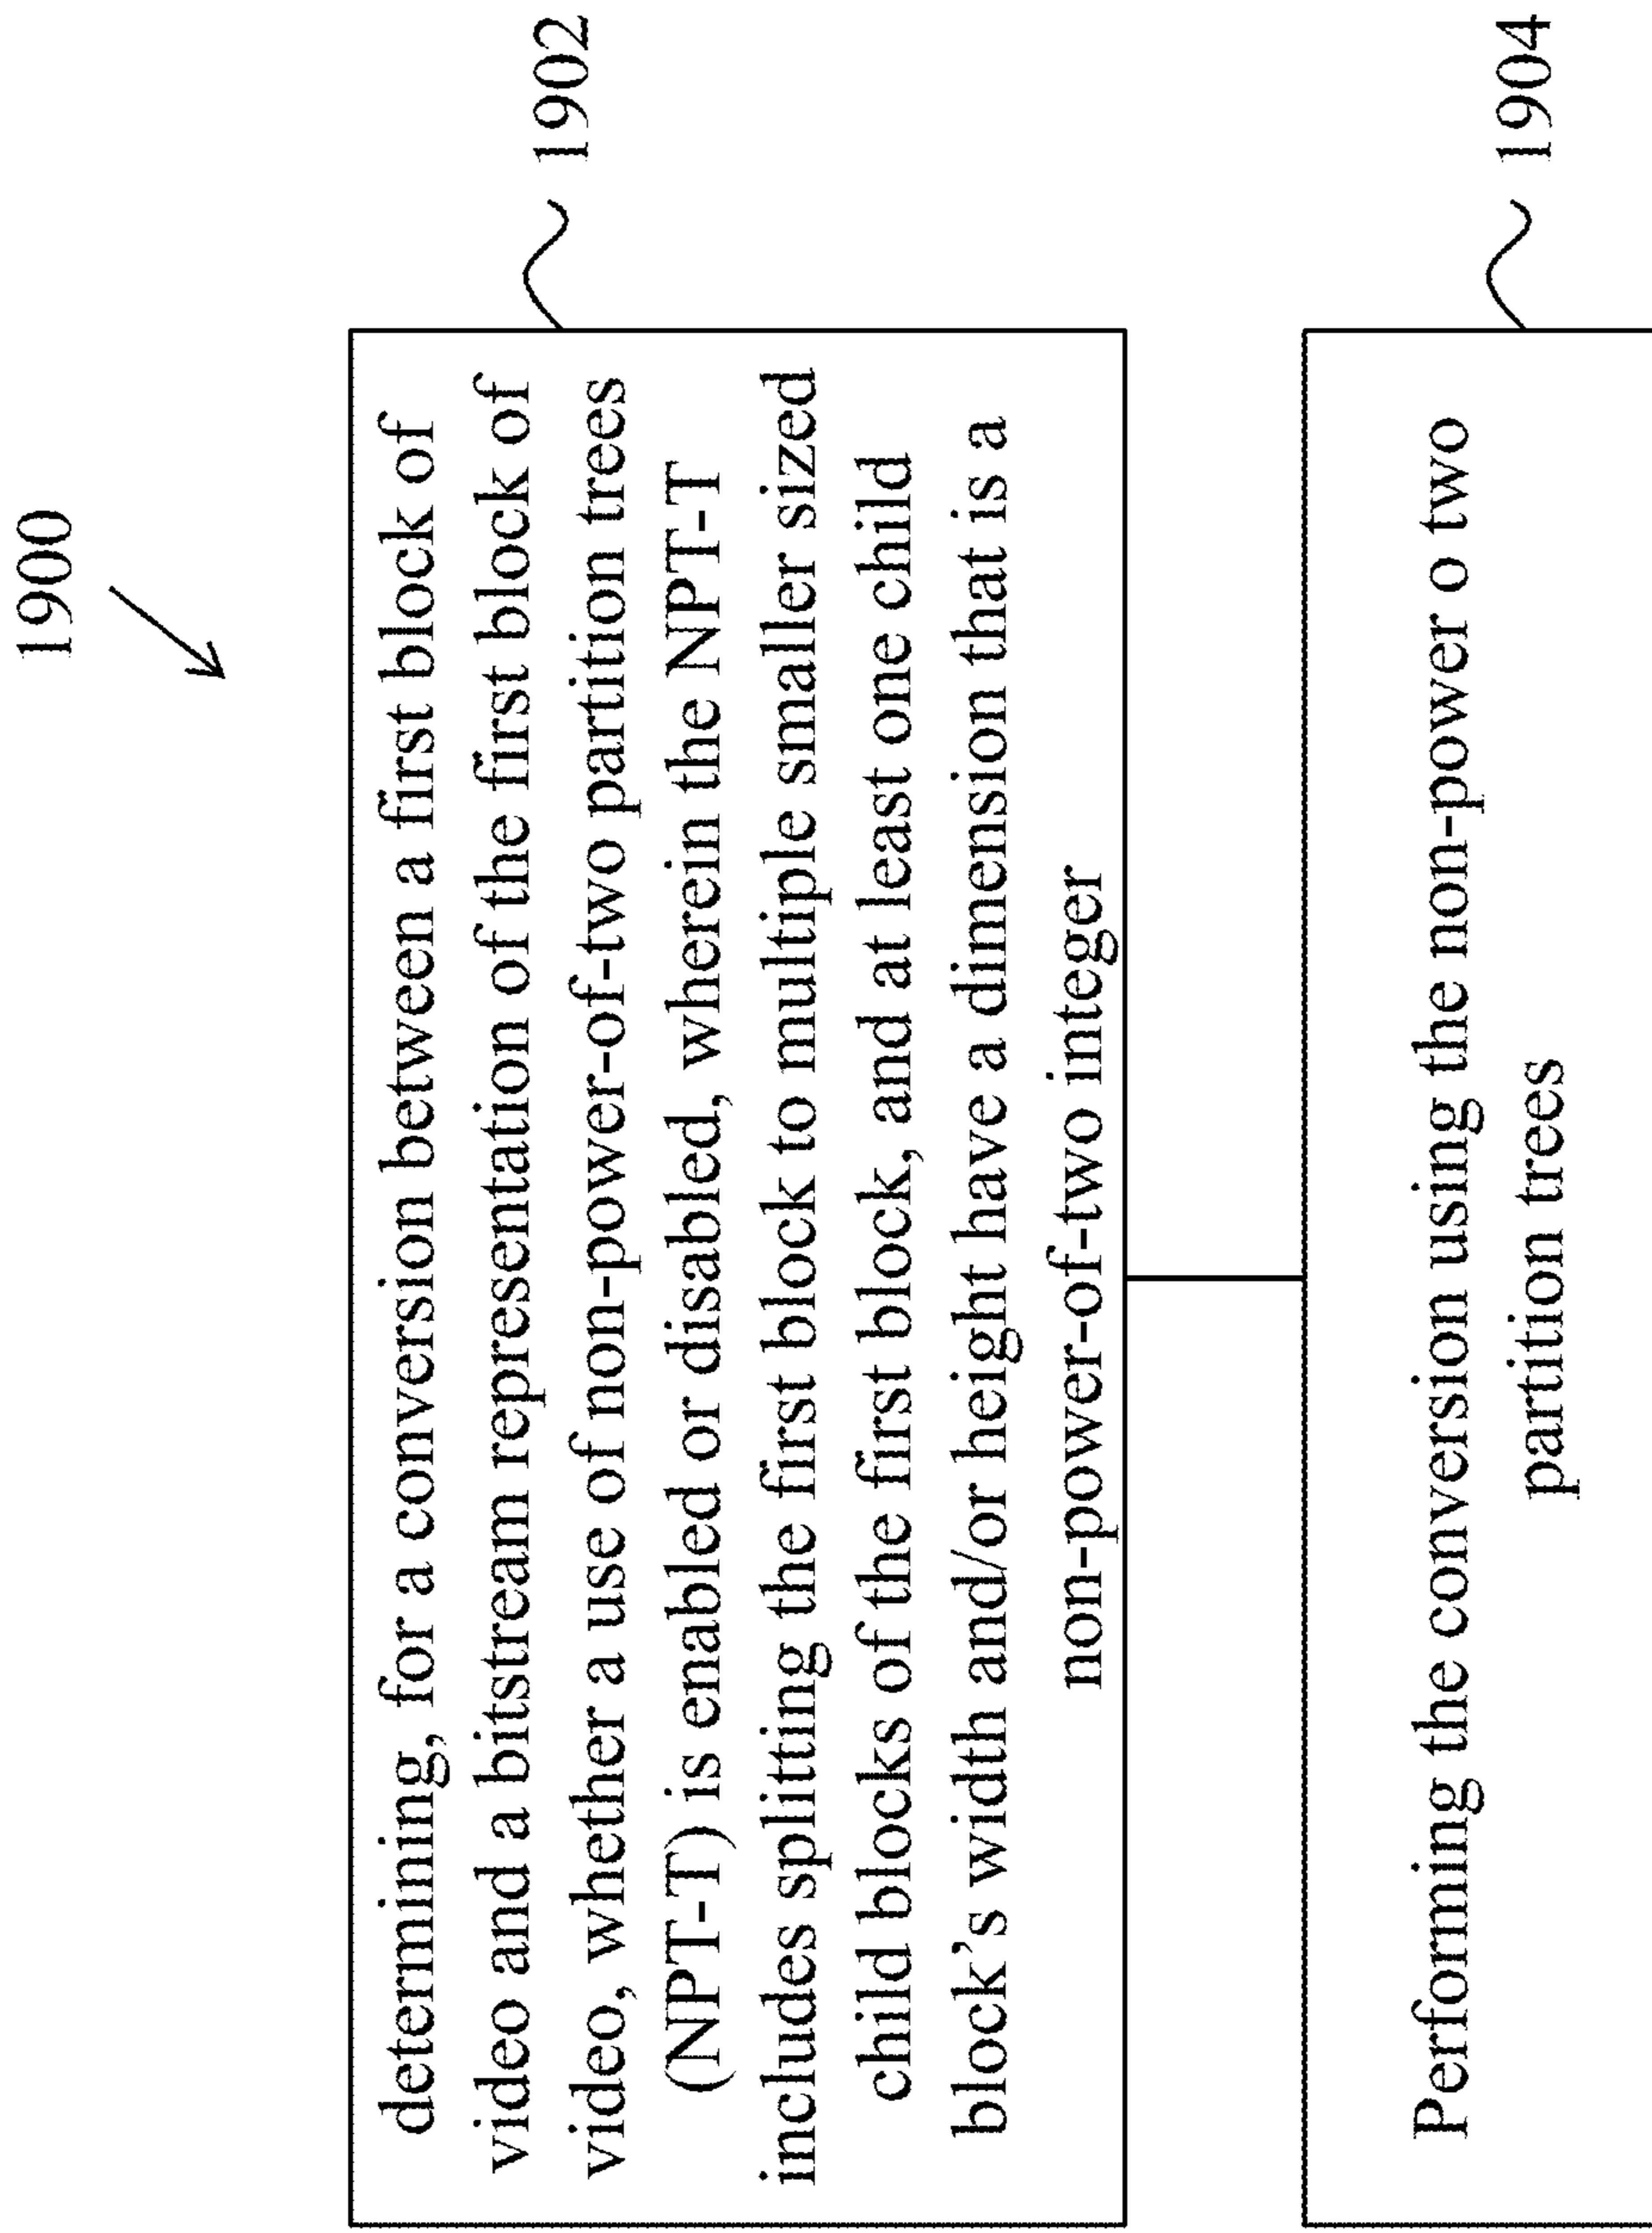 1900
determining, for a conversion between a first block of
video and a bitstream representation of the first block of
video, whether a use of non-power-of-two partition trees
(NPT-T) is enabled or disabled, wherein the NPT-T
includes splitting the first block to multiple smaller sized
child blocks of the first block, and at least one child
block's width and/or height have a dimension that is a
non-power-of-two integer
1902
Performing the conversion using the non-power o two
partition trees
1904